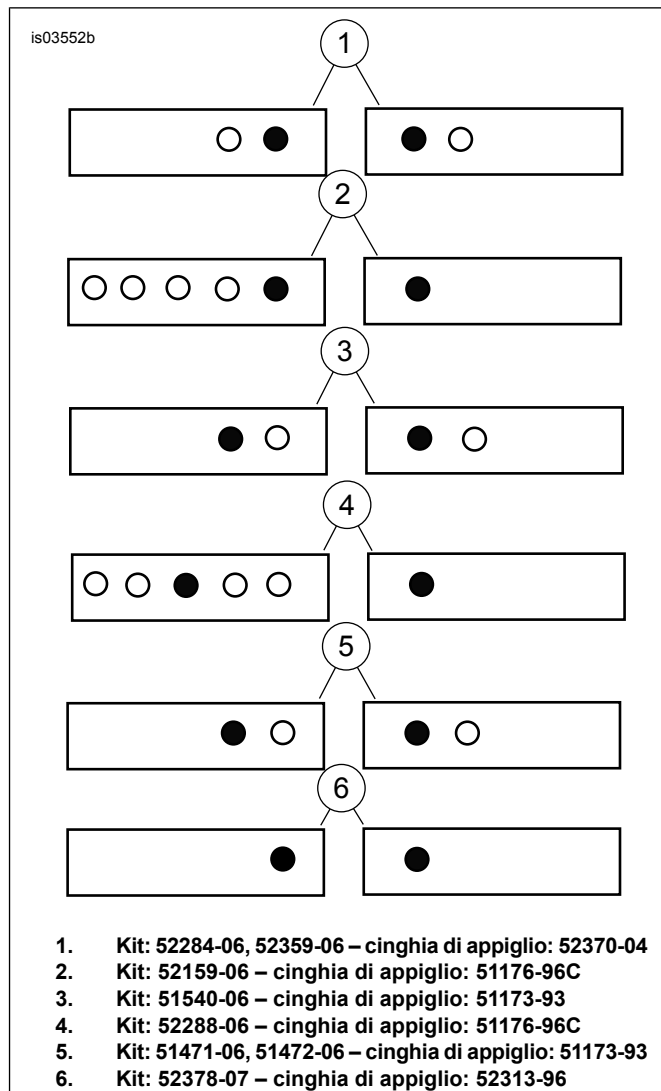 is03552b
1
2
3
4
5
6
1. Kit: 52284-06, 52359-06 – cinghia di appiglio: 52370-04
2. Kit: 52159-06 – cinghia di appiglio: 51176-96C
3. Kit: 51540-06 – cinghia di appiglio: 51173-93
4. Kit: 52288-06 – cinghia di appiglio: 51176-96C
5. Kit: 51471-06, 51472-06 – cinghia di appiglio: 51173-93
6. Kit: 52378-07 – cinghia di appiglio: 52313-96